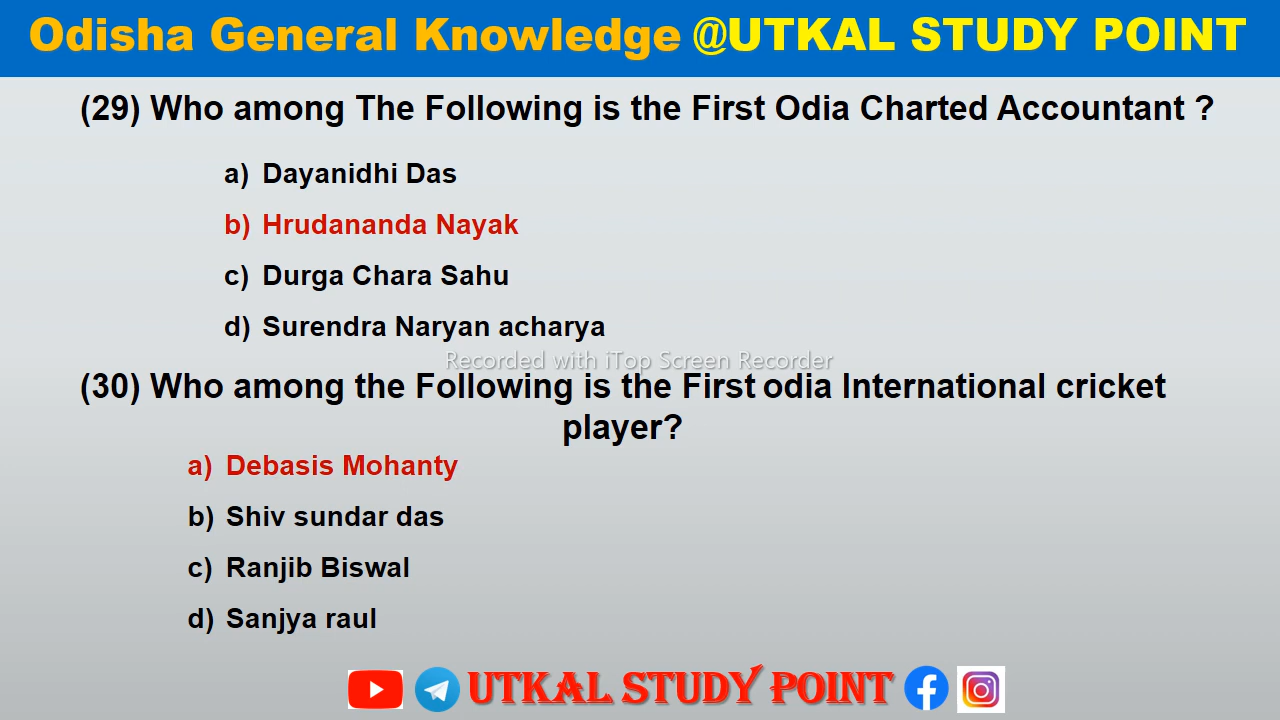 Odisha General Knowledge @UTKAL STUDY POINT
(29) Who among The Following is the First Odia Charted Accountant ?
a) Dayanidhi Das
b) Hrudananda Nayak
c) Durga Chara Sahu
d) Surendra Naryan acharya
Recorded with iTop Screen Recorder
(30) Who among the Following is the First odia International cricket
player?
a) Debasis Mohanty
b) Shiv sundar das
c) Ranjib Biswal
d) Sanjya raul
UTKAL STUDY POINT